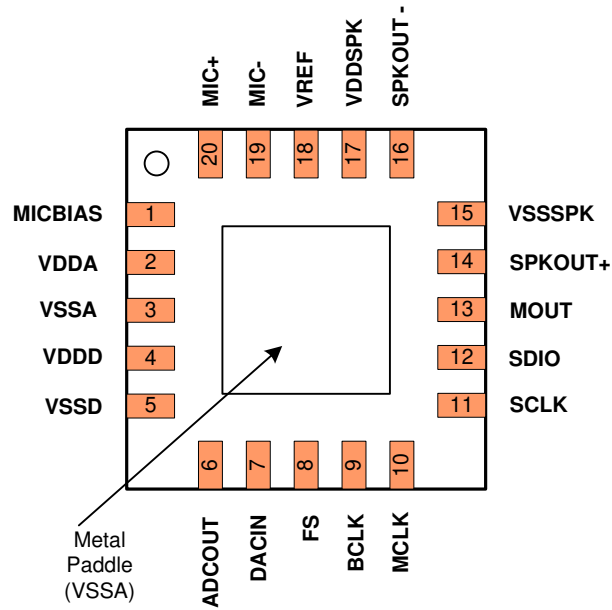 MIC+
MIC-
VREF
VDDSPK
SPKOUT -
20
19
18
17
16
MICBIAS 1
VDDA 2
VSSA 3
VDDD 4
VSSD 5
15 VSSSPK
14 SPKOUT+
13 MOUT
12 SDIO
11 SCLK
6
7
8
9
10
ADCOUT
DACIN
FS
BCLK
MCLK
Metal
Paddle
(VSSA)